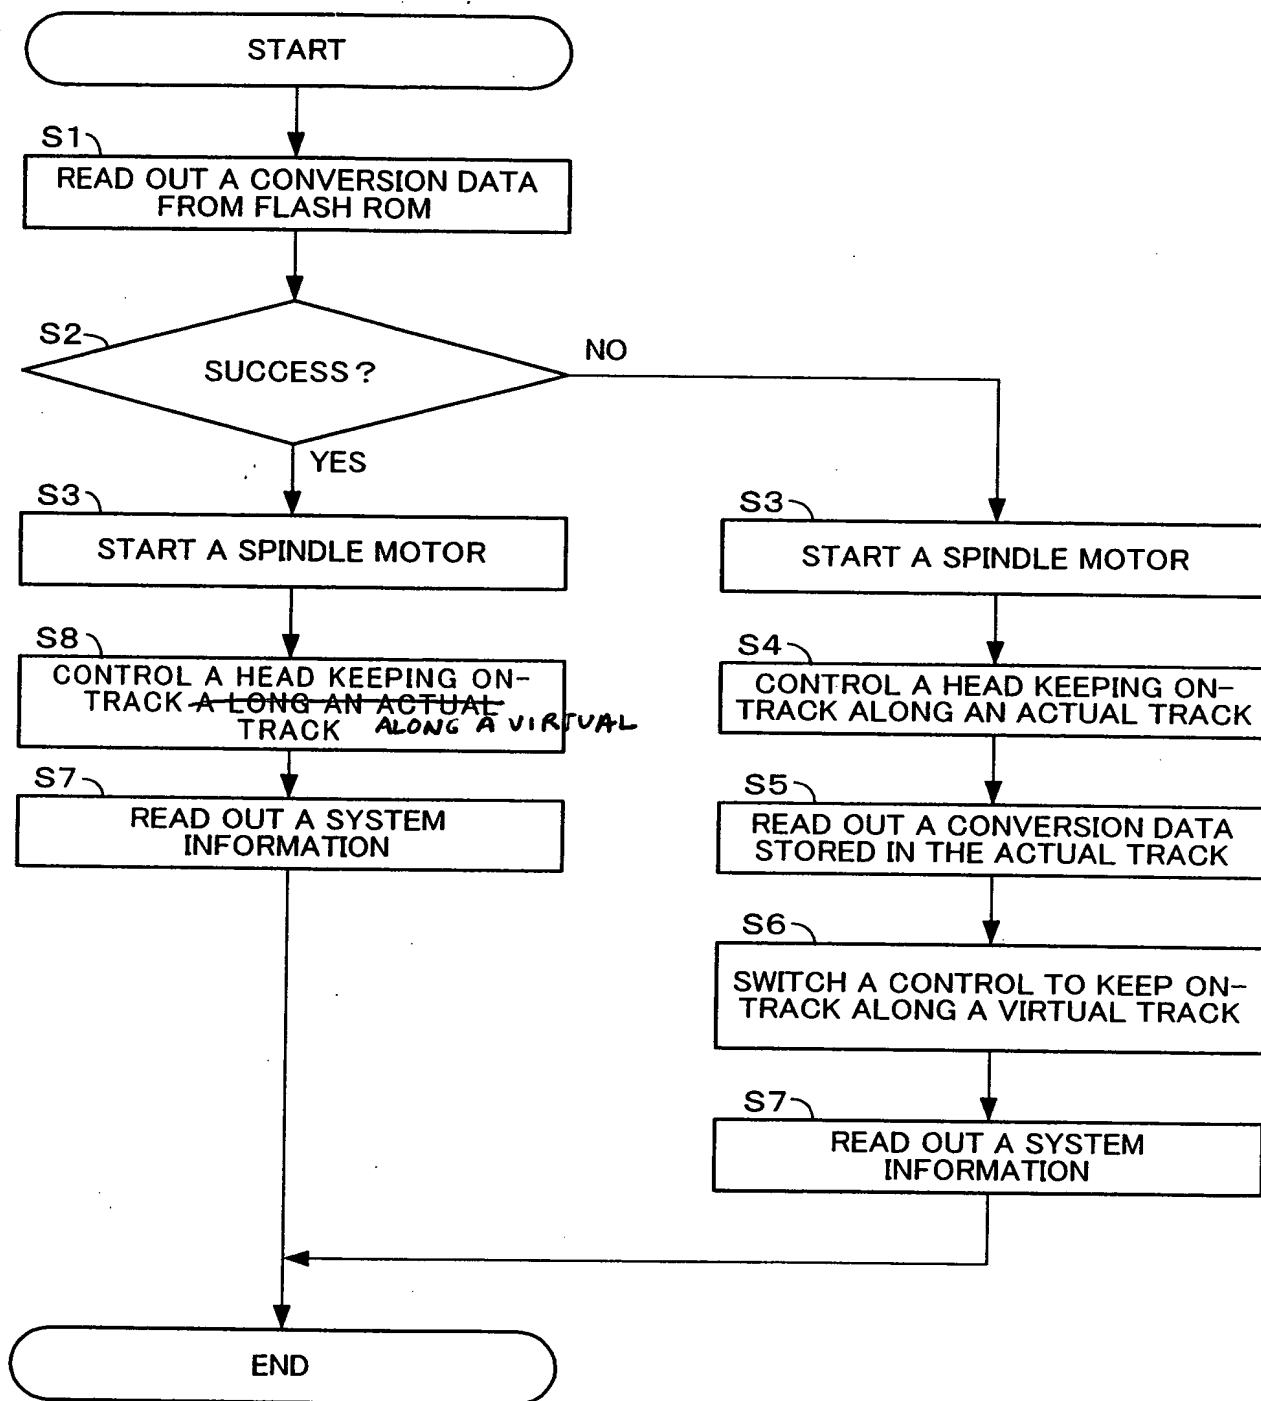 START
S1
READ OUT A CONVERSION DATA
FROM FLASH ROM
S2
SUCCESS?
NO
YES
S3
START A SPINDLE MOTOR
S8
CONTROL A HEAD KEEPING ON-
TRACK A LONG AN ACTUAL
TRACK ALONG A VIRTUAL
S7
READ OUT A SYSTEM
INFORMATION
S3
START A SPINDLE MOTOR
S4
CONTROL A HEAD KEEPING ON-
TRACK ALONG AN ACTUAL TRACK
S5
READ OUT A CONVERSION DATA
STORED IN THE ACTUAL TRACK
S6
SWITCH A CONTROL TO KEEP ON-
TRACK ALONG A VIRTUAL TRACK
S7
READ OUT A SYSTEM
INFORMATION
END